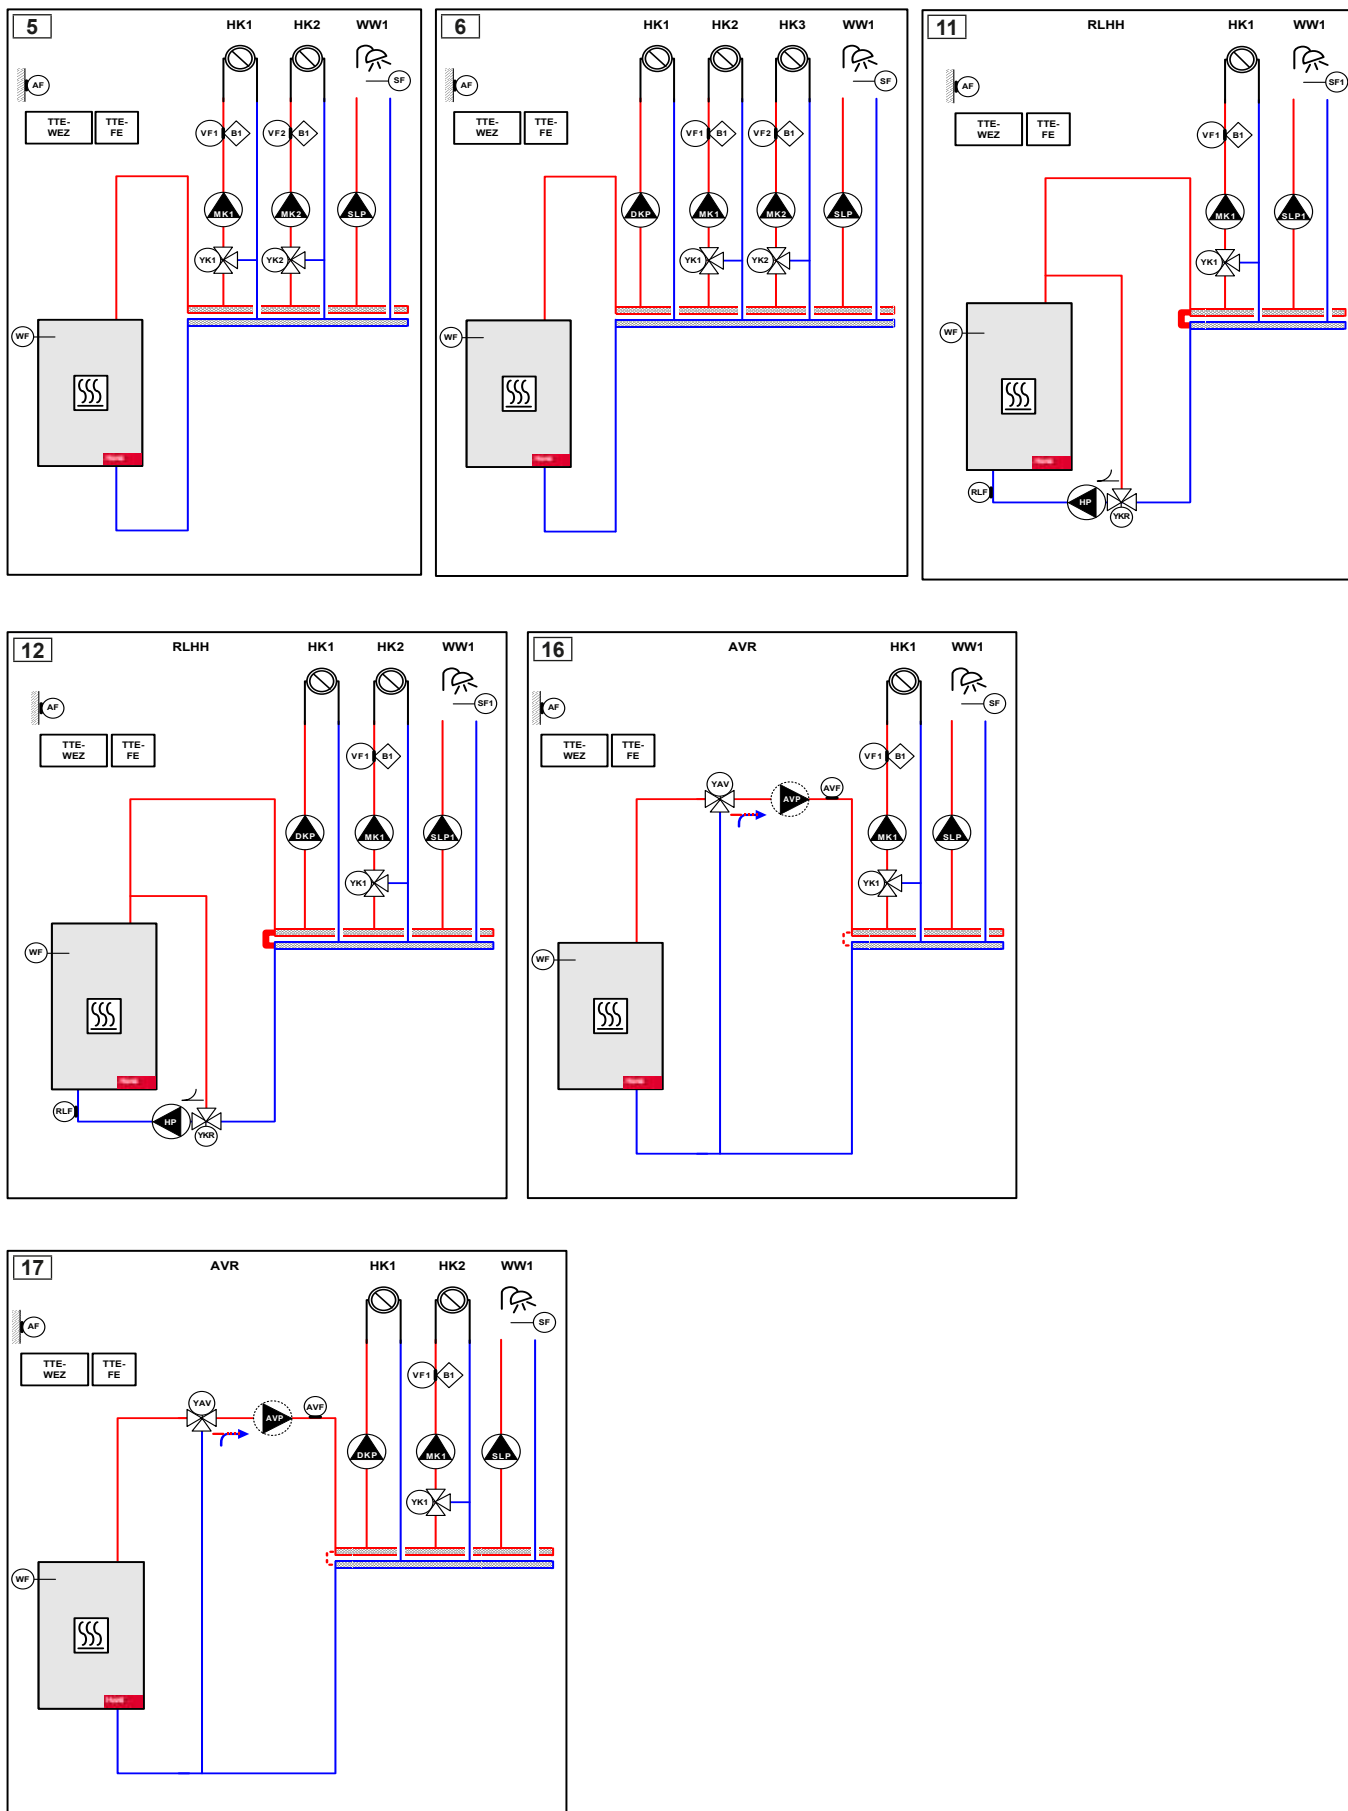 5
HK1 HK2 WW1
AF
SF
TTE-
WEZ
TTE-
FE
VF1 B1 VF2 B1
MK1 MK2 SLP
YK1 YK2
WF
6
HK1 HK2 HK3 WW1
AF
SF
TTE-
WEZ
TTE-
FE
VF1 B1 VF2 B1
DKP MK1 MK2 SLP
YK1 YK2
WF
11
RLHH HK1 WW1
AF
SF1
TTE-
WEZ
TTE-
FE
VF1 B1
MK1 SLP1
YK1
WF
RLF HP
YKR
12
RLHH HK1 HK2 WW1
AF
SF1
TTE-
WEZ
TTE-
FE
VF1 B1
DKP MK1 SLP1
YK1
WF
RLF HP
YKR
16
AVR HK1 WW1
AF
SF
TTE-
WEZ
TTE-
FE
VF1 B1
YAV AVP AVF
MK1 SLP
YK1
WF
17
AVR HK1 HK2 WW1
AF
SF
TTE-
WEZ
TTE-
FE
VF1 B1
YAV AVP AVF
DKP MK1 SLP
YK1
WF